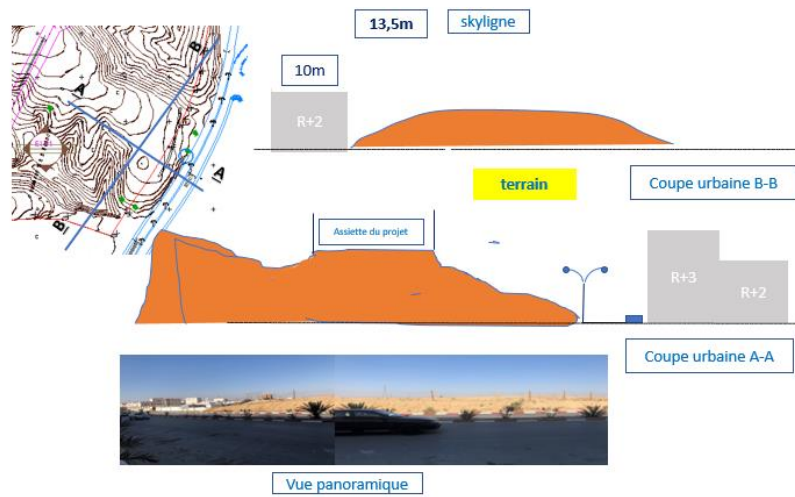 13,5m
skyligne
10m
R+2
B
A
A
B
terrain
Coupe urbaine B-B
Assiette du projet
R+3
R+2
Coupe urbaine A-A
Vue panoramique